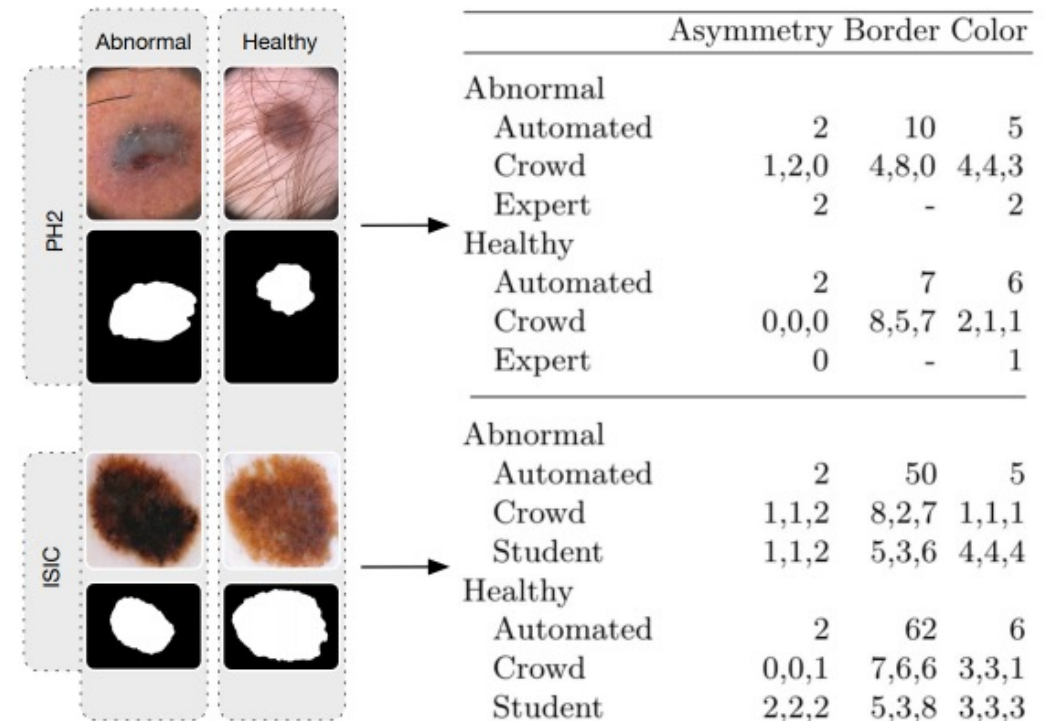 Abnormal Healthy
PH2
ISIC
Asymmetry Border Color
Abnormal
Automated 2 10 5
Crowd 1,2,0 4,8,0 4,4,3
Expert 2 - 2
Healthy
Automated 2 7 6
Crowd 0,0,0 8,5,7 2,1,1
Expert 0 - 1
Abnormal
Automated 2 50 5
Crowd 1,1,2 8,2,7 1,1,1
Student 1,1,2 5,3,6 4,4,4
Healthy
Automated 2 62 6
Crowd 0,0,1 7,6,6 3,3,1
Student 2,2,2 5,3,8 3,3,3